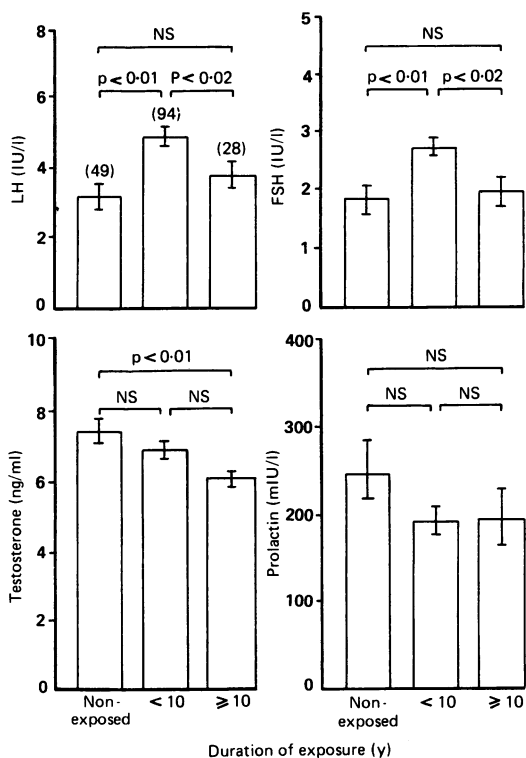 NS
p < 0·01 P < 0·02
(94)
(49)
(28)
LH (IU/l)
8
6
4
2
0
NS
p < 0·01 p < 0·02
FSH (IU/l)
5
4
3
2
1
0
p < 0·01
NS NS
Testosterone (ng/ml)
10
8
6
4
2
0
Non-
exposed
< 10
⩾ 10
NS
NS NS
Prolactin (mIU/l)
400
300
200
100
0
Non-
exposed
< 10
⩾ 10
Duration of exposure (y)